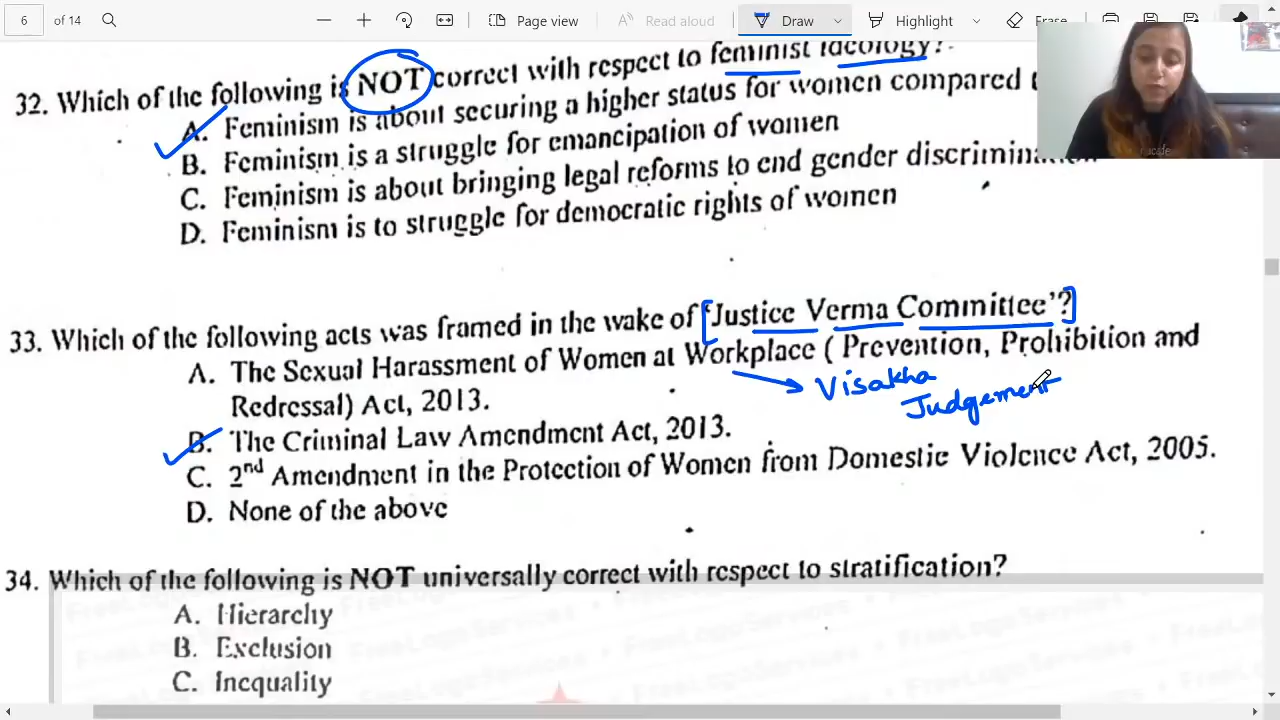 6 of 14 Page view Read aloud Draw Highlight Erase
32. Which of the following is NOT correct with respect to feminist ideology?
A. Feminism is about securing a higher status for women compared
B. Feminism is a struggle for emancipation of women
C. Feminism is about bringing legal reforms to end gender discrimination
D. Feminism is to struggle for democratic rights of women
33. Which of the following acts was framed in the wake of 'Justice Verma Committee'?
A. The Sexual Harassment of Women at Workplace ( Prevention, Prohibition and
Redressal) Act, 2013.
Visakha
Judgement
B. The Criminal Law Amendment Act, 2013.
C. 2nd Amendment in the Protection of Women from Domestic Violence Act, 2005.
D. None of the above
34. Which of the following is NOT universally correct with respect to stratification?
A. Hierarchy
B. Exclusion
C. Inequality